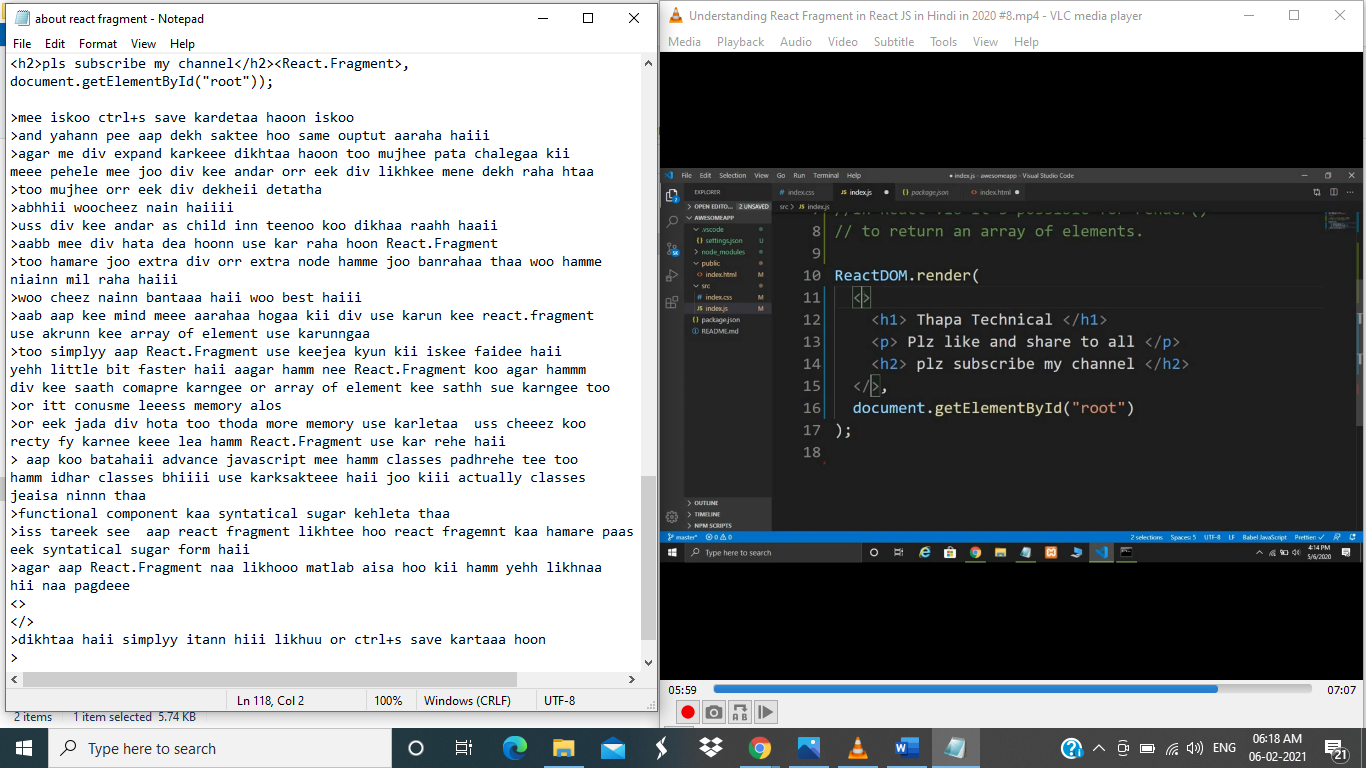 about react fragment - Notepad
File Edit Format View Help
<h2>pls subscribe my channel</h2><React.Fragment>,
document.getElementById("root"));
>mee iskoo ctrl+s save kardetaa haoon iskoo
>and yahann pee aap dekh saktee hoo same ouptut aaraha haiii
>agar me div expand karkeee dikhtaa haoon too mujhee pata chalegaa kii
meee pehele mee joo div kee andar orr eek div likhkee mene dekh raha htaa
>too mujhee orr eek div dekheii detatha
>abhhii woocheez nain haiiii
>uss div kee andar as child inn teenoo koo dikhaa raahh haaii
>aabb mee div hata dea hoonn use kar raha hoon React.Fragment
>too hamare joo extra div orr extra node hamme joo banrahaa thaa woo hamme
niainn mil raha haiii
>woo cheez nainn bantaaa haii woo best haiii
>aab aap kee mind meee aarahaa hogaa kii div use karun kee react.fragment
use akrunn kee array of element use karunngaa
>too simplyy aap React.Fragment use keejea kyun kii iskee faidee haii
yehh little bit faster haii aagar hamm nee React.Fragment koo agar hammm
div kee saath comapre karngee or array of element kee sathh sue karngee too
>or itt conusme leeess memory alos
>or eek jada div hota too thoda more memory use karletaa  uss cheeez koo
recty fy karnee keee lea hamm React.Fragment use kar rehe haii
> aap koo batahaii advance javascript mee hamm classes padhrehe tee too
hamm idhar classes bhiiii use karksakteee haii joo kiii actually classes
jeaisa ninnn thaa
>functional component kaa syntatical sugar kehleta thaa
>iss tareek see  aap react fragment likhtee hoo react fragemnt kaa hamare paas
eek syntatical sugar form haii
>agar aap React.Fragment naa likhooo matlab aisa hoo kii hamm yehh likhnaa
hii naa pagdeee
<>
</>
>dikhtaa haii simplyy itann hiii likhuu or ctrl+s save kartaaa hoon
>
Ln 118, Col 2 100% Windows (CRLF) UTF-8
2 items 1 item selected 5.74 KB
Understanding React Fragment in React JS in Hindi in 2020 #8.mp4 - VLC media player
Media Playback Audio Video Subtitle Tools View Help
File Edit Selection View Go Run Terminal Help
• index.js - awesomeapp - Visual Studio Code
EXPLORER
OPEN EDITO... 2 UNSAVED
AWESOMEAPP
.vscode
settings.json U
node_modules
public
index.html M
src
index.css M
index.js M
package.json
README.md
OUTLINE
TIMELINE
NPM SCRIPTS
index.css index.js package.json index.html
src > index.js
8 // to return an array of elements.
9
10 ReactDOM.render(
11 <>
12 <h1> Thapa Technical </h1>
13 <p> Plz like and share to all </p>
14 <h2> plz subscribe my channel </h2>
15 </>,
16 document.getElementById("root")
17 );
18
master* 0 0 2 selections Spaces: 5 UTF-8 LF Babel JavaScript Prettier: ✓
Type here to search
4:14 PM
5/6/2020
05:59 07:07
A B
Type here to search
ENG
06:18 AM
06-02-2021
21